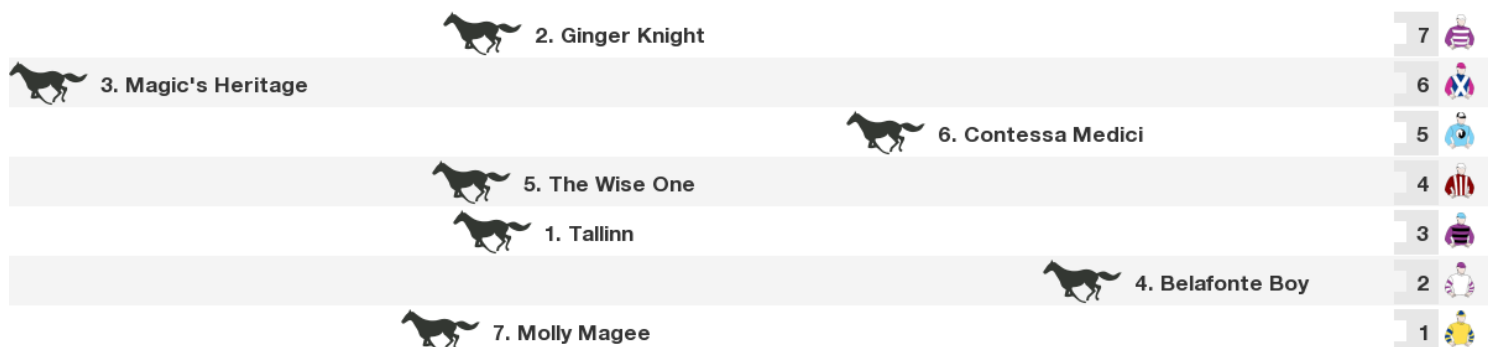 2. Ginger Knight 7
3. Magic's Heritage 6
6. Contessa Medici 5
5. The Wise One 4
1. Tallinn 3
4. Belafonte Boy 2
7. Molly Magee 1